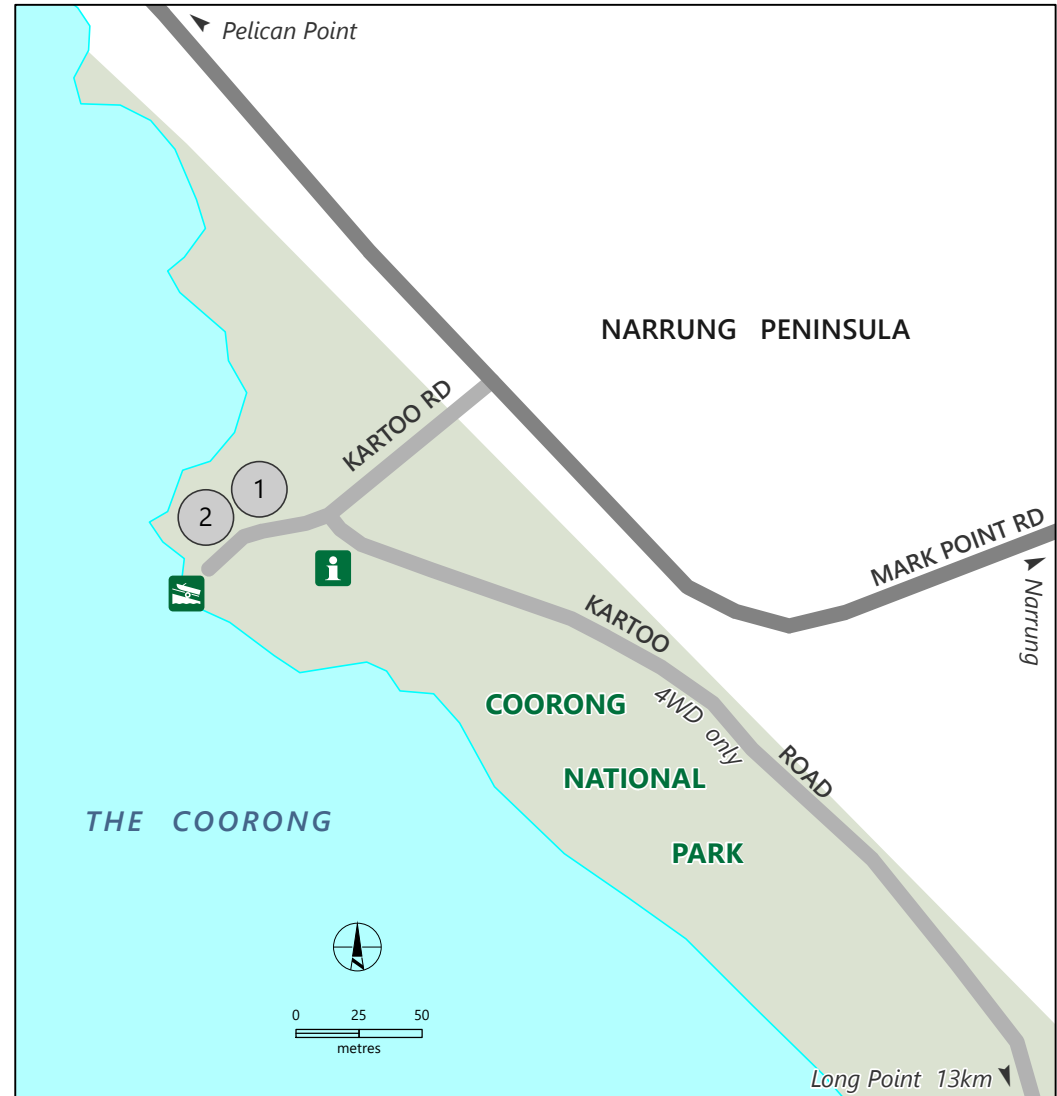 Pelican Point
NARRUNG PENINSULA
KARTOO RD
1
2
MARK POINT RD
Narrung
KARTOO
4WD only
ROAD
COORONG
NATIONAL
PARK
THE COORONG
0 25 50
metres
Long Point 13km